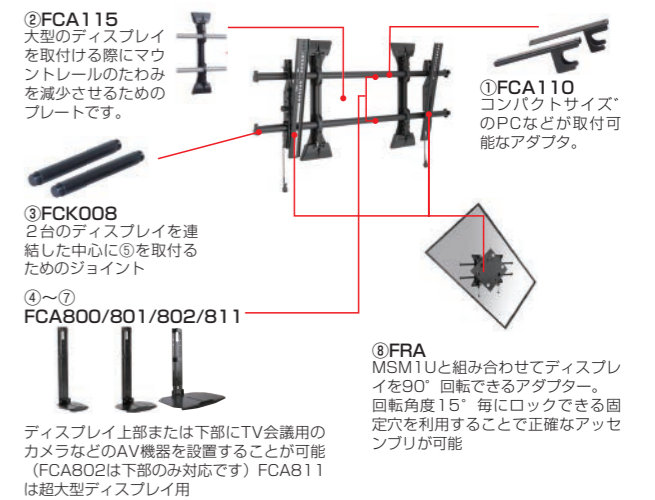 ②FCA115
大型のディスプレイ
を取付ける際にマウ
ントレールのたわみ
を減少させるための
プレートです。
①FCA110
コンパクトサイズ゛
のPCなどが取付可
能なアダプタ。
③FCK008
２台のディスプレイを連
結した中心に⑤を取付る
ためのジョイント
④〜⑦
FCA800/801/802/811
ディスプレイ上部または下部にTV会議用の
カメラなどのAV機器を設置することが可能
（FCA802は下部のみ対応です）FCA811
は超大型ディスプレイ用
⑧FRA
MSM1Uと組み合わせてディスプレ
イを90°回転できるアダプター。
回転角度15°毎にロックできる固
定穴を利用することで正確なアッセ
ンブリが可能